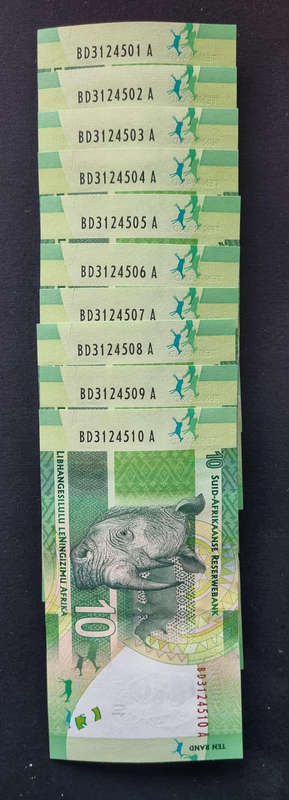 BD3124501 A
BD3124502 A
BD3124503 A
BD3124504 A
BD3124505 A
BD3124506 A
BD3124507 A
BD3124508 A
BD3124509 A
BD3124510 A
10
SUID-AFRIKAANSE RESERWEBANK
LIBHANGESILULU LENINGIZIMU AFRIKA
10
BD3124510 A
TEN RAND